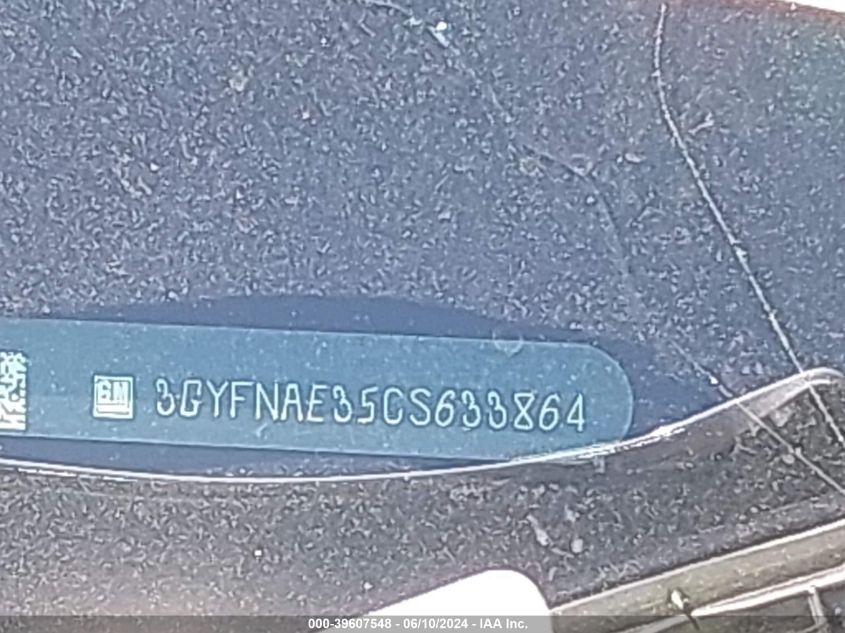 GM 3GYFNAE35CS633864
000-39607548 - 06/10/2024 - IAA Inc.